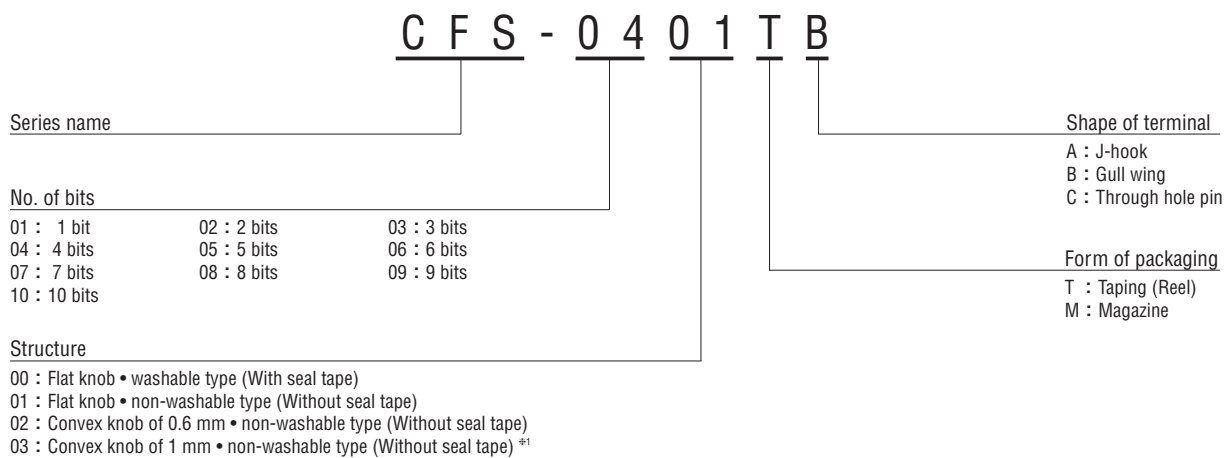 C F S - 0 4 0 1 T B
Series name
No. of bits
01 : 1 bit 02 : 2 bits 03 : 3 bits
04 : 4 bits 05 : 5 bits 06 : 6 bits
07 : 7 bits 08 : 8 bits 09 : 9 bits
10 : 10 bits
Structure
00 : Flat knob • washable type (With seal tape)
01 : Flat knob • non-washable type (Without seal tape)
02 : Convex knob of 0.6 mm • non-washable type (Without seal tape)
03 : Convex knob of 1 mm • non-washable type (Without seal tape) ※1
Shape of terminal
A : J-hook
B : Gull wing
C : Through hole pin
Form of packaging
T : Taping (Reel)
M : Magazine